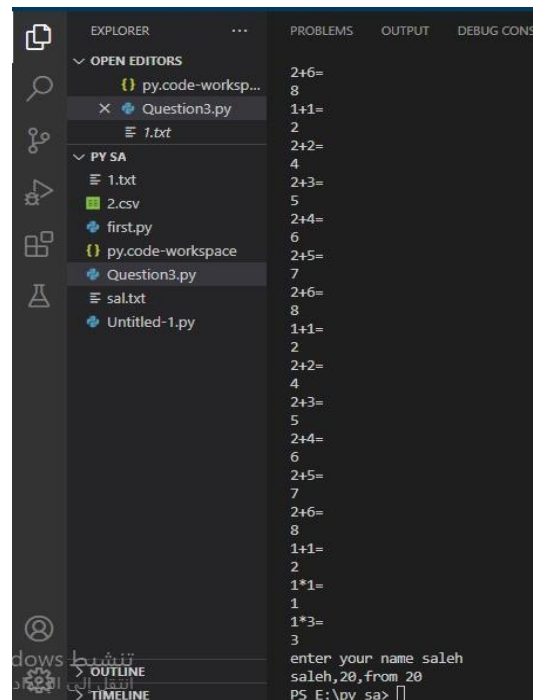 EXPLORER
...
OPEN EDITORS
{} py.code-worksp...
Question3.py
1.txt
PY SA
1.txt
2.csv
first.py
{} py.code-workspace
Question3.py
sal.txt
Untitled-1.py
OUTLINE
TIMELINE
dows تنشيط
انتقل إلى
PROBLEMS OUTPUT DEBUG CONS
2+6=
8
1+1=
2
2+2=
4
2+3=
5
2+4=
6
2+5=
7
2+6=
8
1+1=
2
2+2=
4
2+3=
5
2+4=
6
2+5=
7
2+6=
8
1+1=
2
1*1=
1
1*3=
3
enter your name saleh
saleh,20,from 20
PS E:\py sa>